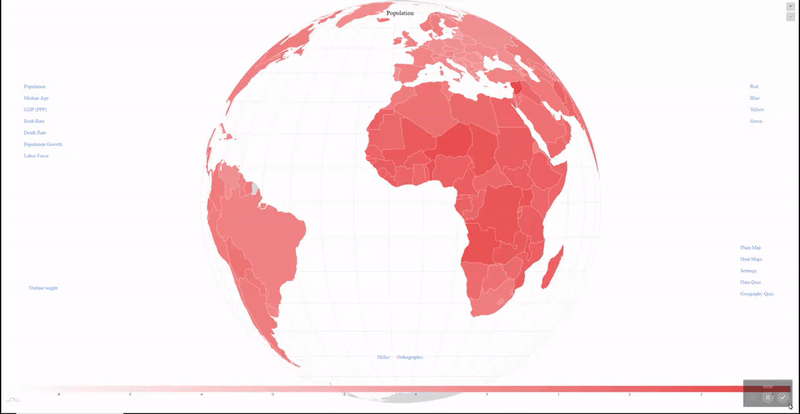 Population
Population
Median Age
GDP (PPP)
Birth Rate
Death Rate
Population Growth
Labor Force
Red
Blue
Yellow
Green
Plain Map
Heat Maps
Settings
Data Quiz
Geography Quiz
Outline toggle
Miller Orthographic